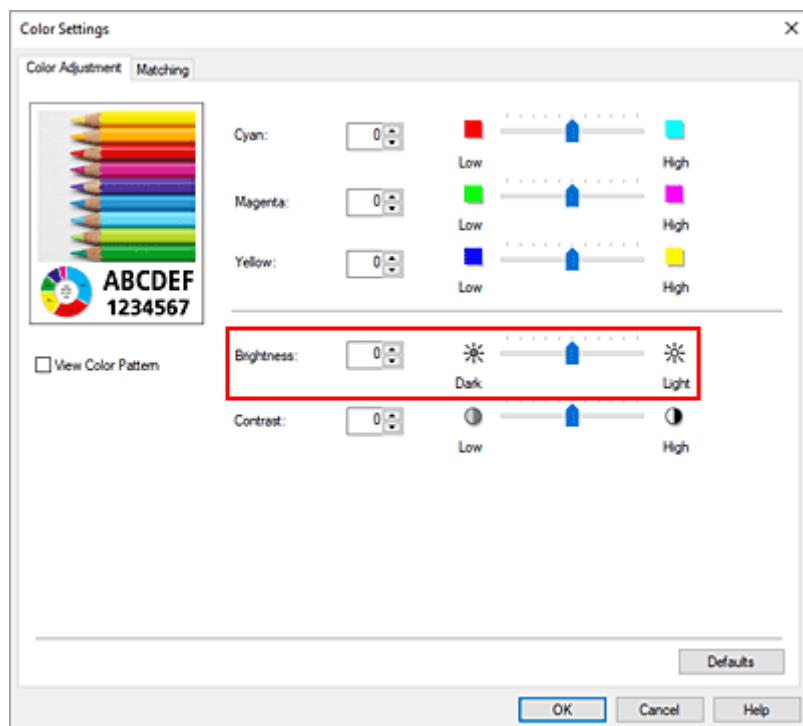 Color Settings
Color Adjustment Matching
Cyan: 0
Low High
Magenta: 0
Low High
Yellow: 0
Low High
ABCDEF
1234567
View Color Pattern
Brightness: 0
Dark Light
Contrast: 0
Low High
Defaults
OK Cancel Help